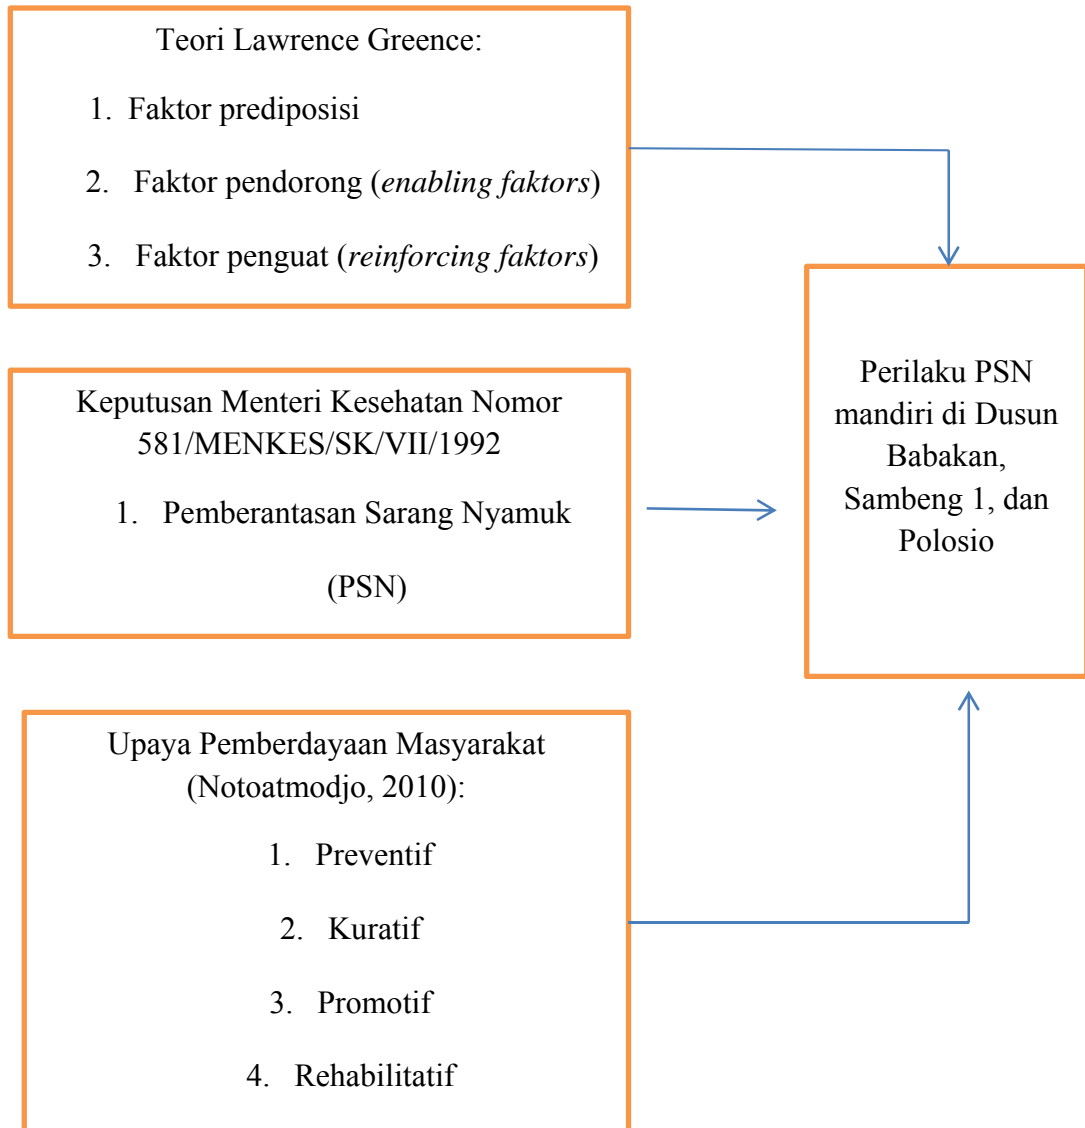 Teori Lawrence Greence:
1. Faktor prediposisi
2. Faktor pendorong (enabling faktors)
3. Faktor penguat (reinforcing faktors)
Keputusan Menteri Kesehatan Nomor
581/MENKES/SK/VII/1992
1. Pemberantasan Sarang Nyamuk
(PSN)
Upaya Pemberdayaan Masyarakat
(Notoatmodjo, 2010):
1. Preventif
2. Kuratif
3. Promotif
4. Rehabilitatif
Perilaku PSN
mandiri di Dusun
Babakan,
Sambeng 1, dan
Polosio